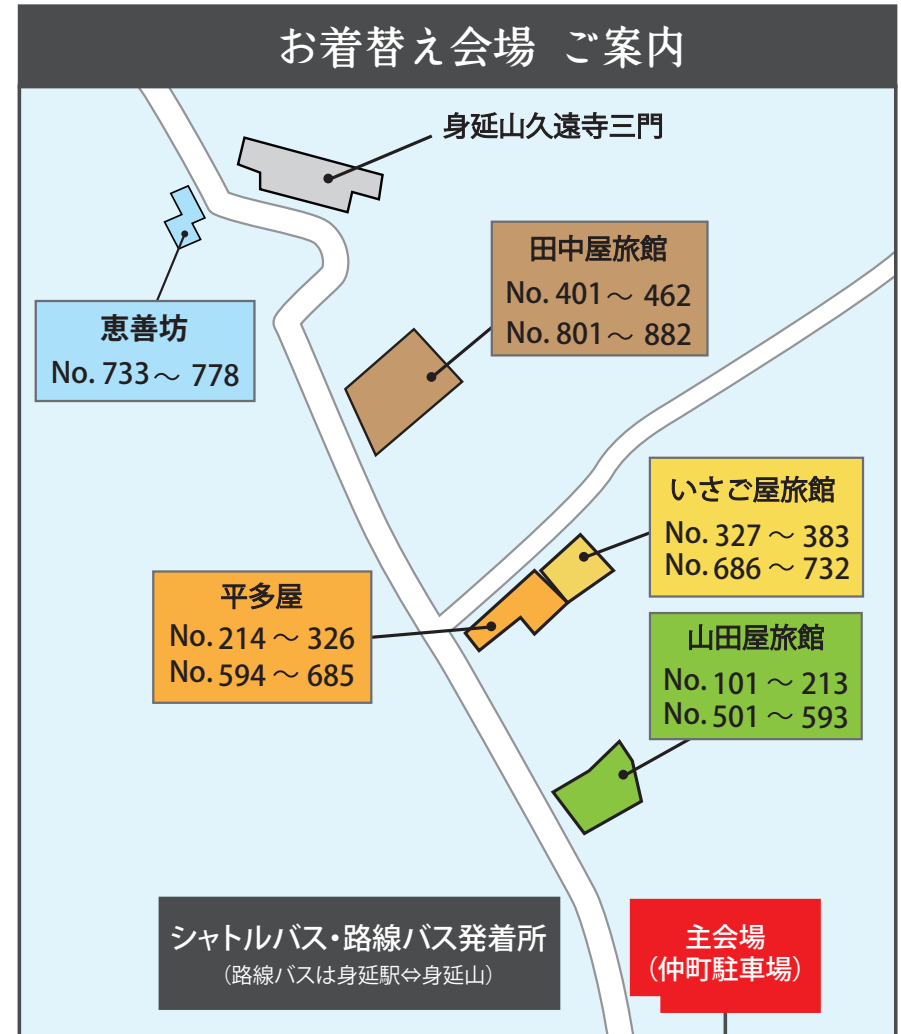 お着替え会場 ご案内
身延山久遠寺三門
田中屋旅館
No. 401～ 462
No. 801～ 882
恵善坊
No. 733～ 778
いさご屋旅館
No. 327 ～ 383
No. 686 ～ 732
平多屋
No. 214 ～ 326
No. 594 ～ 685
山田屋旅館
No. 101 ～ 213
No. 501 ～ 593
シャトルバス・路線バス発着所
（路線バスは身延駅⇔身延山）
主会場
（仲町駐車場）